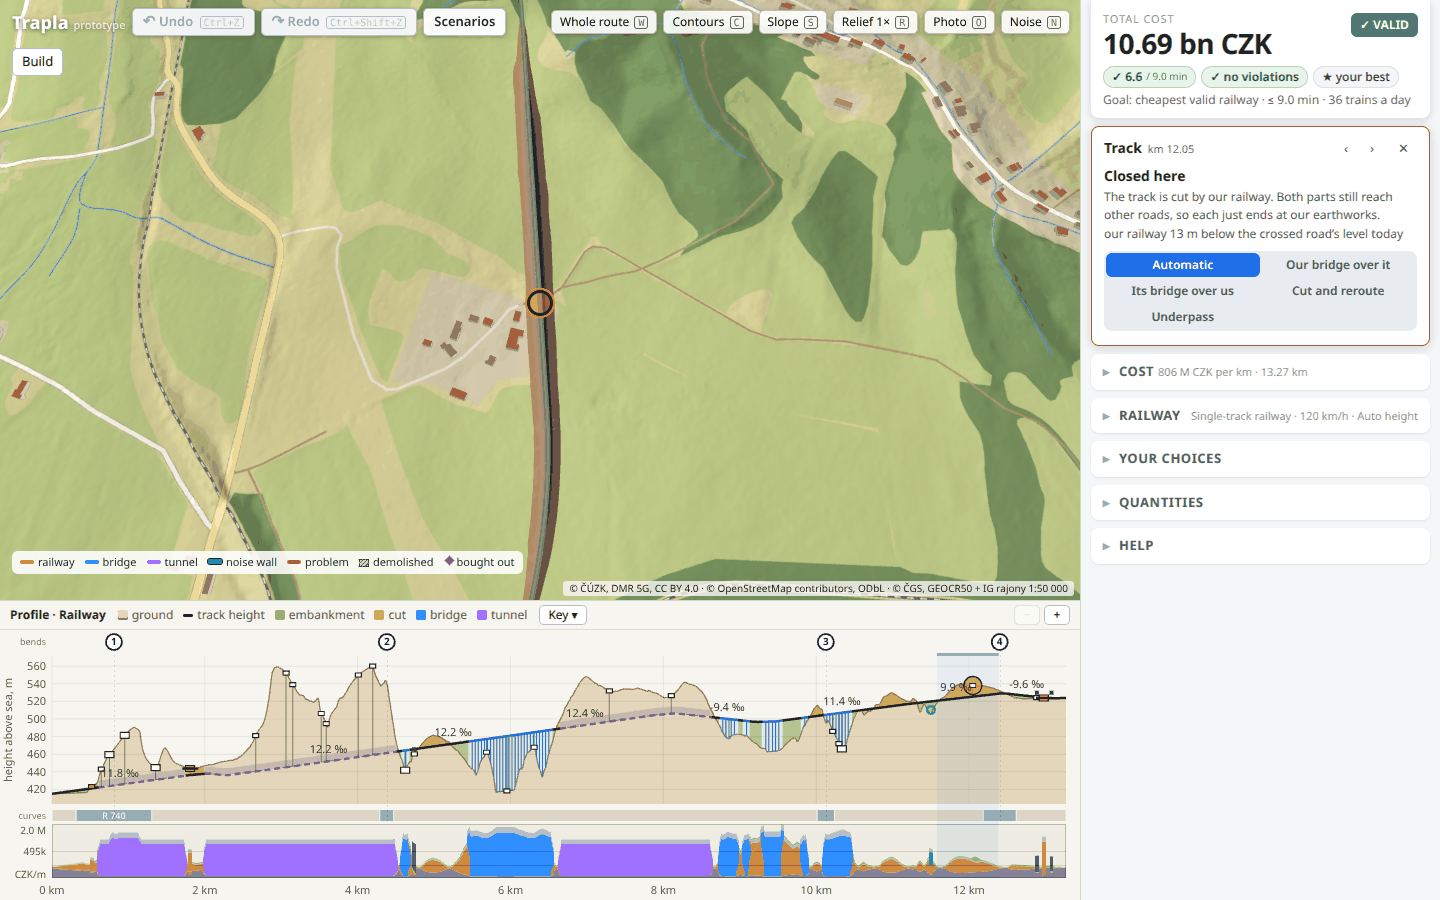 Trapla prototype
↶ Undo Ctrl+Z
↷ Redo Ctrl+Shift+Z
Scenarios
Whole route W
Contours C
Slope S
Relief 1× R
Photo O
Noise N
Build
railway
bridge
tunnel
noise wall
problem
demolished
bought out
© ČÚZK, DMR 5G, CC BY 4.0 · © OpenStreetMap contributors, ODbL · © ČGS, GEOCR50 + IG rajony 1:50 000
TOTAL COST
10.69 bn CZK
✓ VALID
✓ 6.6 / 9.0 min
✓ no violations
★ your best
Goal: cheapest valid railway · ≤ 9.0 min · 36 trains a day
Track km 12.05
‹ › ✕
Closed here
The track is cut by our railway. Both parts still reach
other roads, so each just ends at our earthworks.
our railway 13 m below the crossed road’s level today
Automatic
Our bridge over it
Its bridge over us
Cut and reroute
Underpass
▶ COST 806 M CZK per km · 13.27 km
▶ RAILWAY Single-track railway · 120 km/h · Auto height
▶ YOUR CHOICES
▶ QUANTITIES
▶ HELP
Profile · Railway
ground
track height
embankment
cut
bridge
tunnel
Key ▾
− +
bends
1 2 3 4
height above sea, m
560
540
520
500
480
460
440
420
11.8 ‰
12.2 ‰
12.2 ‰
12.4 ‰
-9.4 ‰
11.4 ‰
9.9 ‰
-9.6 ‰
curves
R 740
2.0 M
495k
CZK/m
0 km
2 km
4 km
6 km
8 km
10 km
12 km